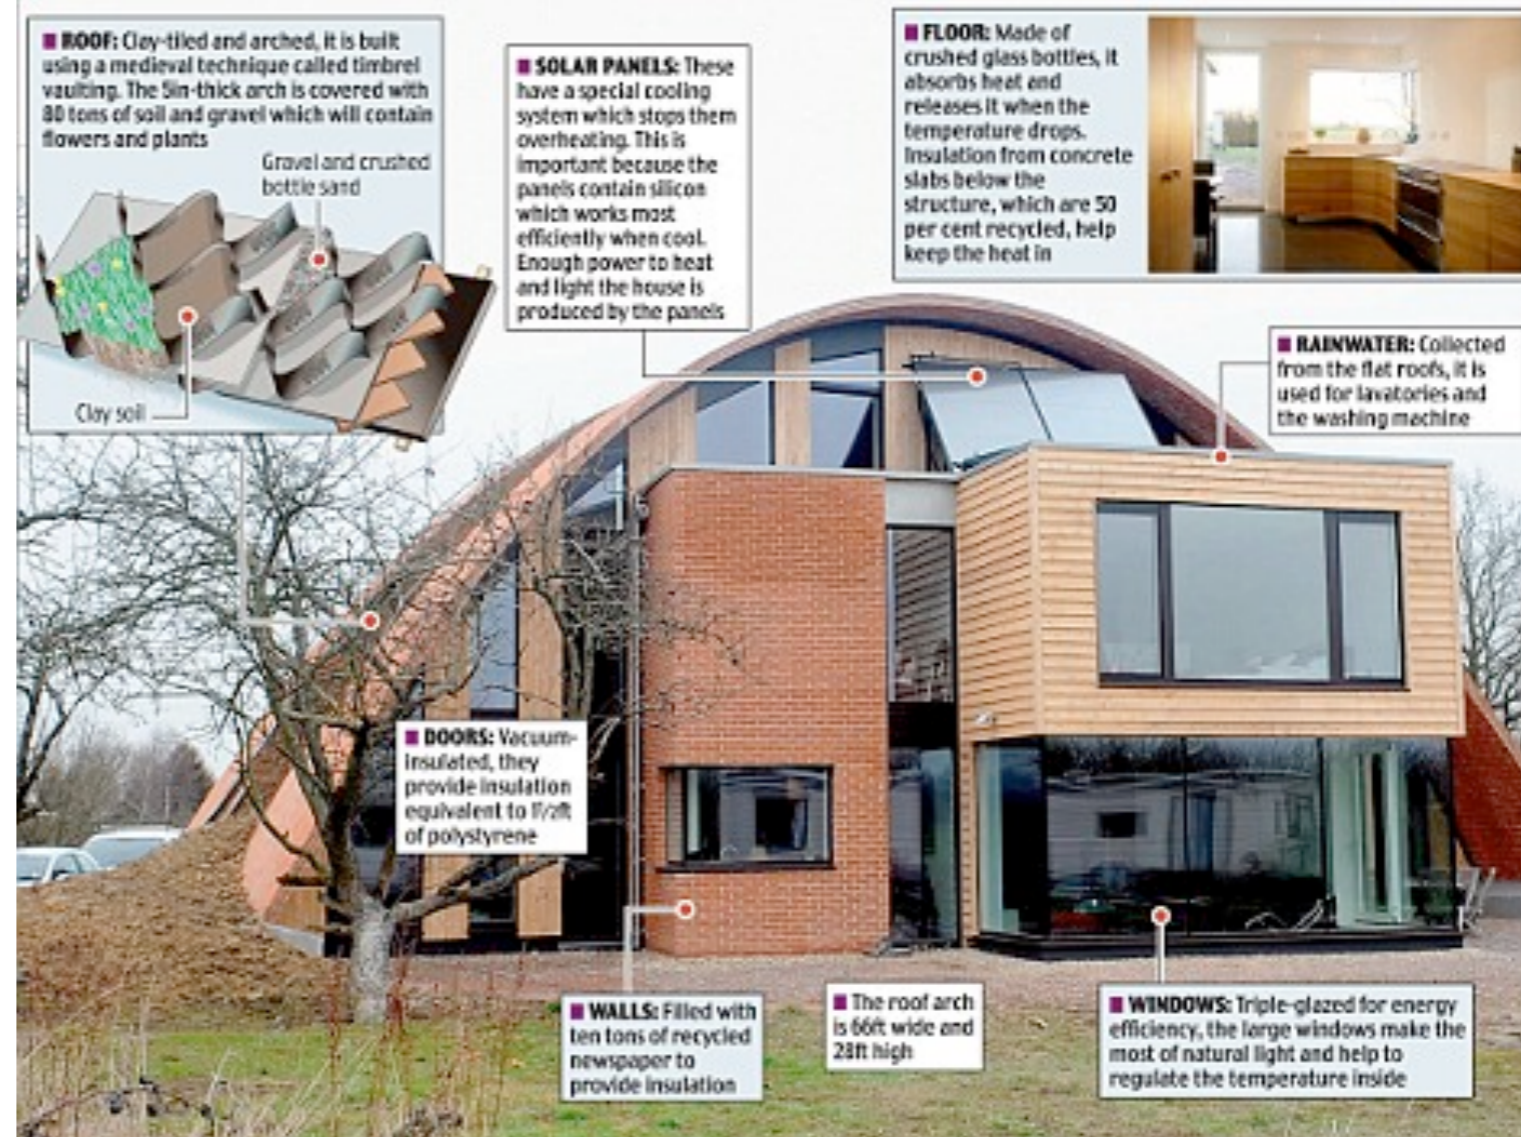 ROOF: Clay-tiled and arched, it is built
using a medieval technique called timbrel
vaulting. The 5in-thick arch is covered with
80 tons of soil and gravel which will contain
flowers and plants
Gravel and crushed
bottle sand
Clay soil
SOLAR PANELS: These
have a special cooling
system which stops them
overheating. This is
important because the
panels contain silicon
which works most
efficiently when cool.
Enough power to heat
and light the house is
produced by the panels
FLOOR: Made of
crushed glass bottles, it
absorbs heat and
releases it when the
temperature drops.
Insulation from concrete
slabs below the
structure, which are 50
per cent recycled, help
keep the heat in
RAINWATER: Collected
from the flat roofs, it is
used for lavatories and
the washing machine
DOORS: Vacuum-
insulated, they
provide insulation
equivalent to 1½ft
of polystyrene
WALLS: Filled with
ten tons of recycled
newspaper to
provide insulation
The roof arch
is 66ft wide and
28ft high
WINDOWS: Triple-glazed for energy
efficiency, the large windows make the
most of natural light and help to
regulate the temperature inside